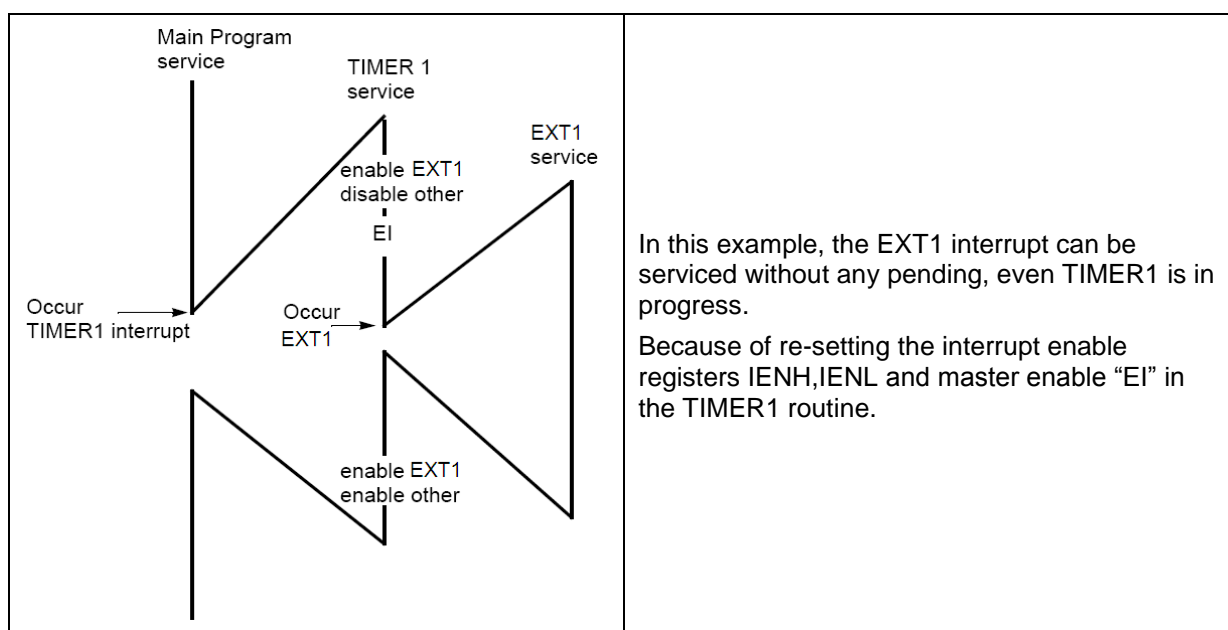 Main Program
service
TIMER 1
service
EXT1
service
enable EXT1
disable other
EI
Occur
TIMER1 interrupt
Occur
EXT1
enable EXT1
enable other
In this example, the EXT1 interrupt can be
serviced without any pending, even TIMER1 is in
progress.
Because of re-setting the interrupt enable
registers IENH,IENL and master enable “EI” in
the TIMER1 routine.